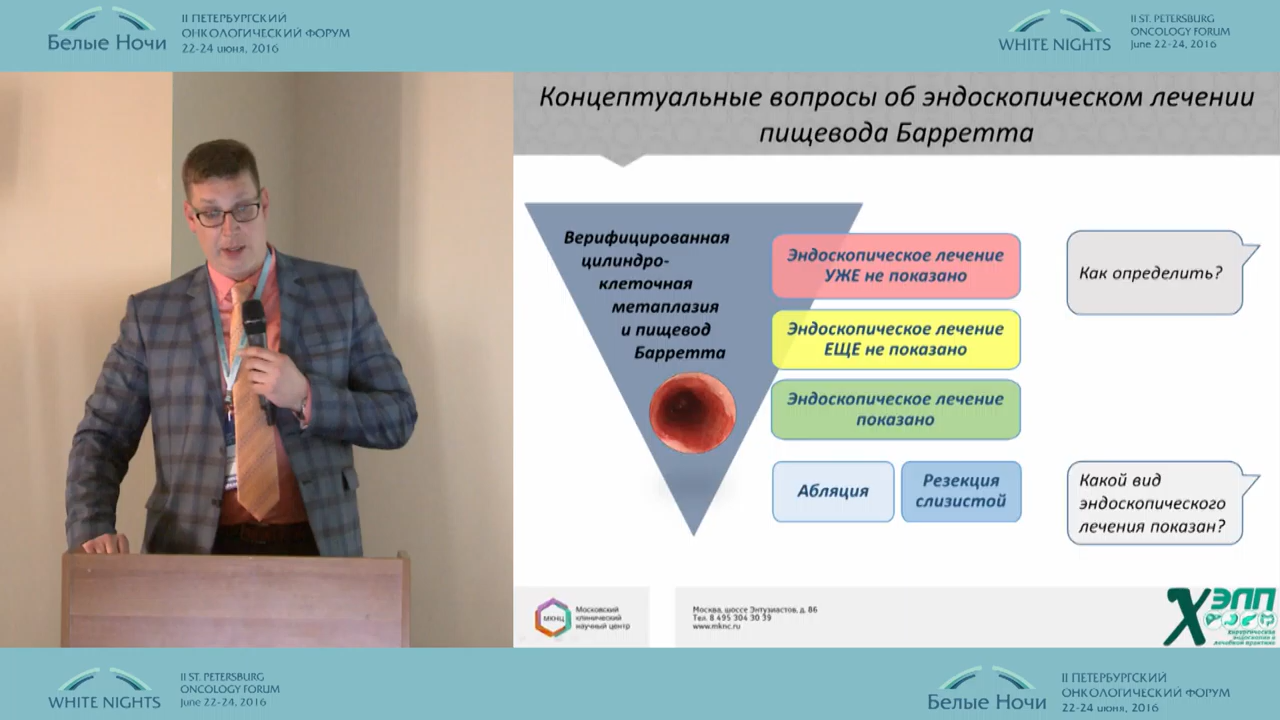 Белые Ночи
II ПЕТЕРБУРГСКИЙ
ОНКОЛОГИЧЕСКИЙ ФОРУМ
22-24 июня, 2016
WHITE NIGHTS
II ST. PETERSBURG
ONCOLOGY FORUM
June 22-24, 2016
Концептуальные вопросы об эндоскопическом лечении
пищевода Барретта
Верифицированная
цилиндро-
клеточная
метаплазия
и пищевод
Барретта
Эндоскопическое лечение
УЖЕ не показано
Эндоскопическое лечение
ЕЩЕ не показано
Эндоскопическое лечение
показано
Абляция
Резекция
слизистой
Как определить?
Какой вид
эндоскопического
лечения показан?
МКНЦ
Московский
клинический
научный центр
Москва, шоссе Энтузиастов, д. 86
Тел. 8 495 304 30 39
www.mknc.ru
ХЭЛП
хирургическая
эндоскопия в
лечебной практике
WHITE NIGHTS
II ST. PETERSBURG
ONCOLOGY FORUM
June 22-24, 2016
Белые Ночи
II ПЕТЕРБУРГСКИЙ
ОНКОЛОГИЧЕСКИЙ ФОРУМ
22-24 июня, 2016